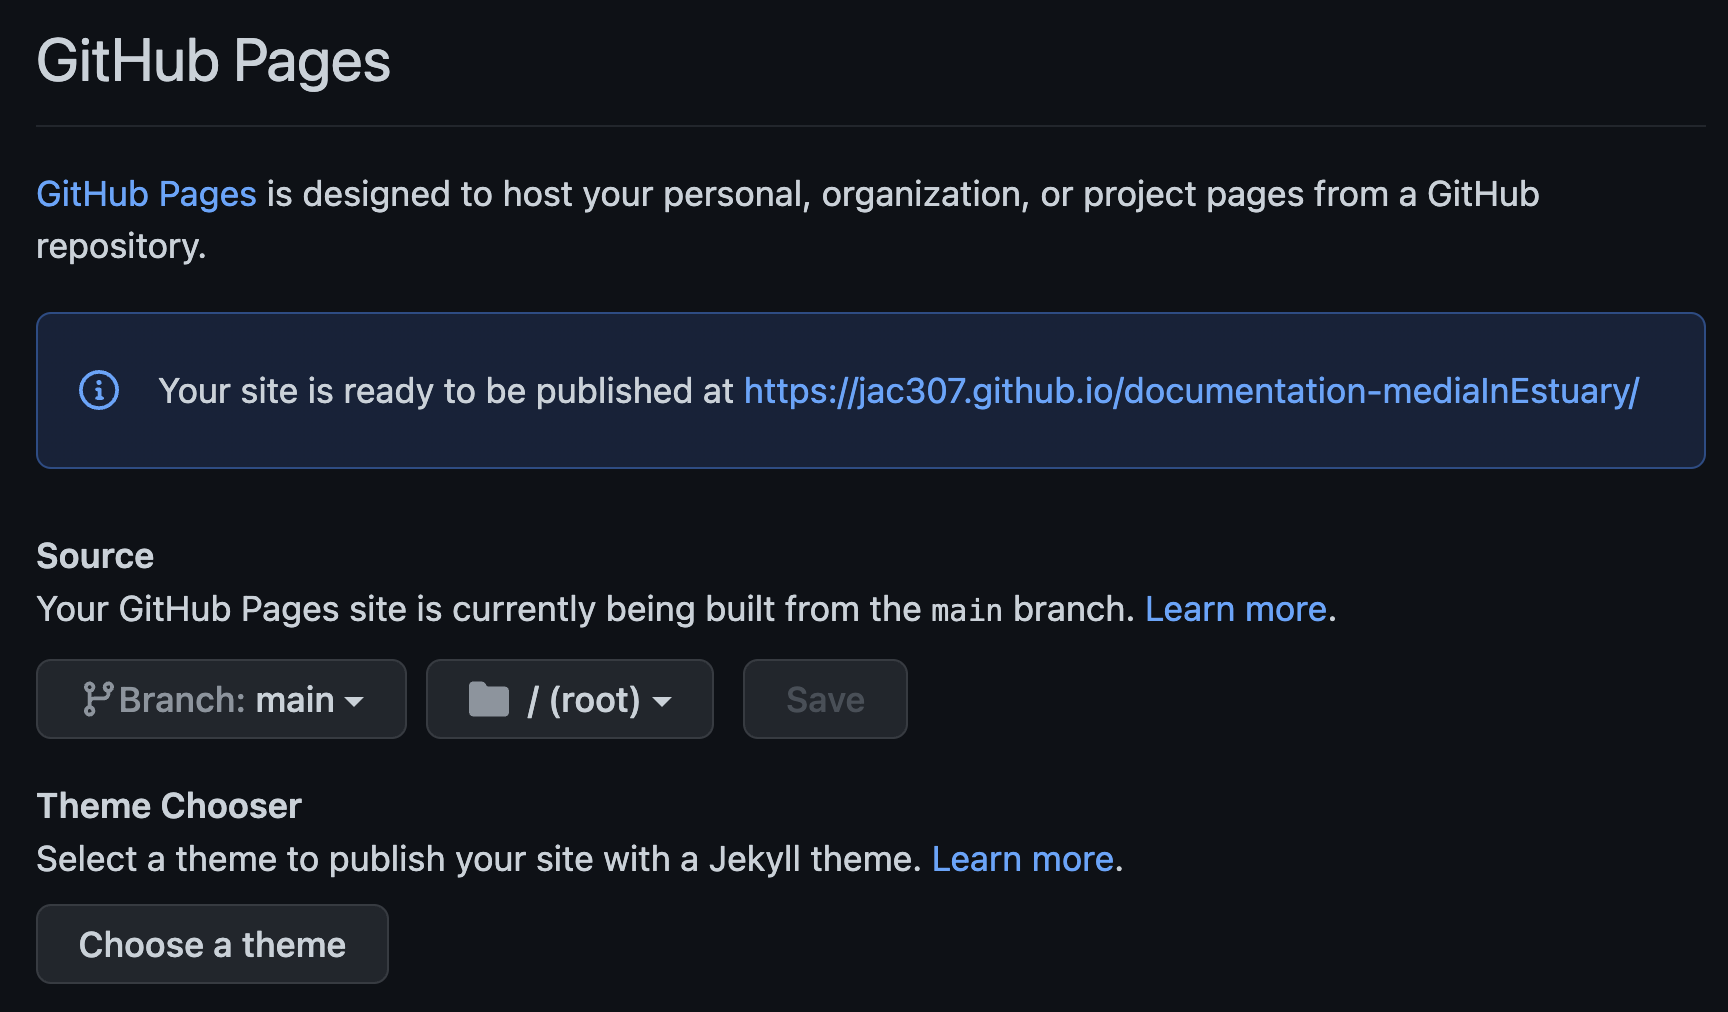 GitHub Pages
GitHub Pages is designed to host your personal, organization, or project pages from a GitHub
repository.
Your site is ready to be published at https://jac307.github.io/documentation-mediaInEstuary/
Source
Your GitHub Pages site is currently being built from the main branch. Learn more.
Branch: main / (root) Save
Theme Chooser
Select a theme to publish your site with a Jekyll theme. Learn more.
Choose a theme